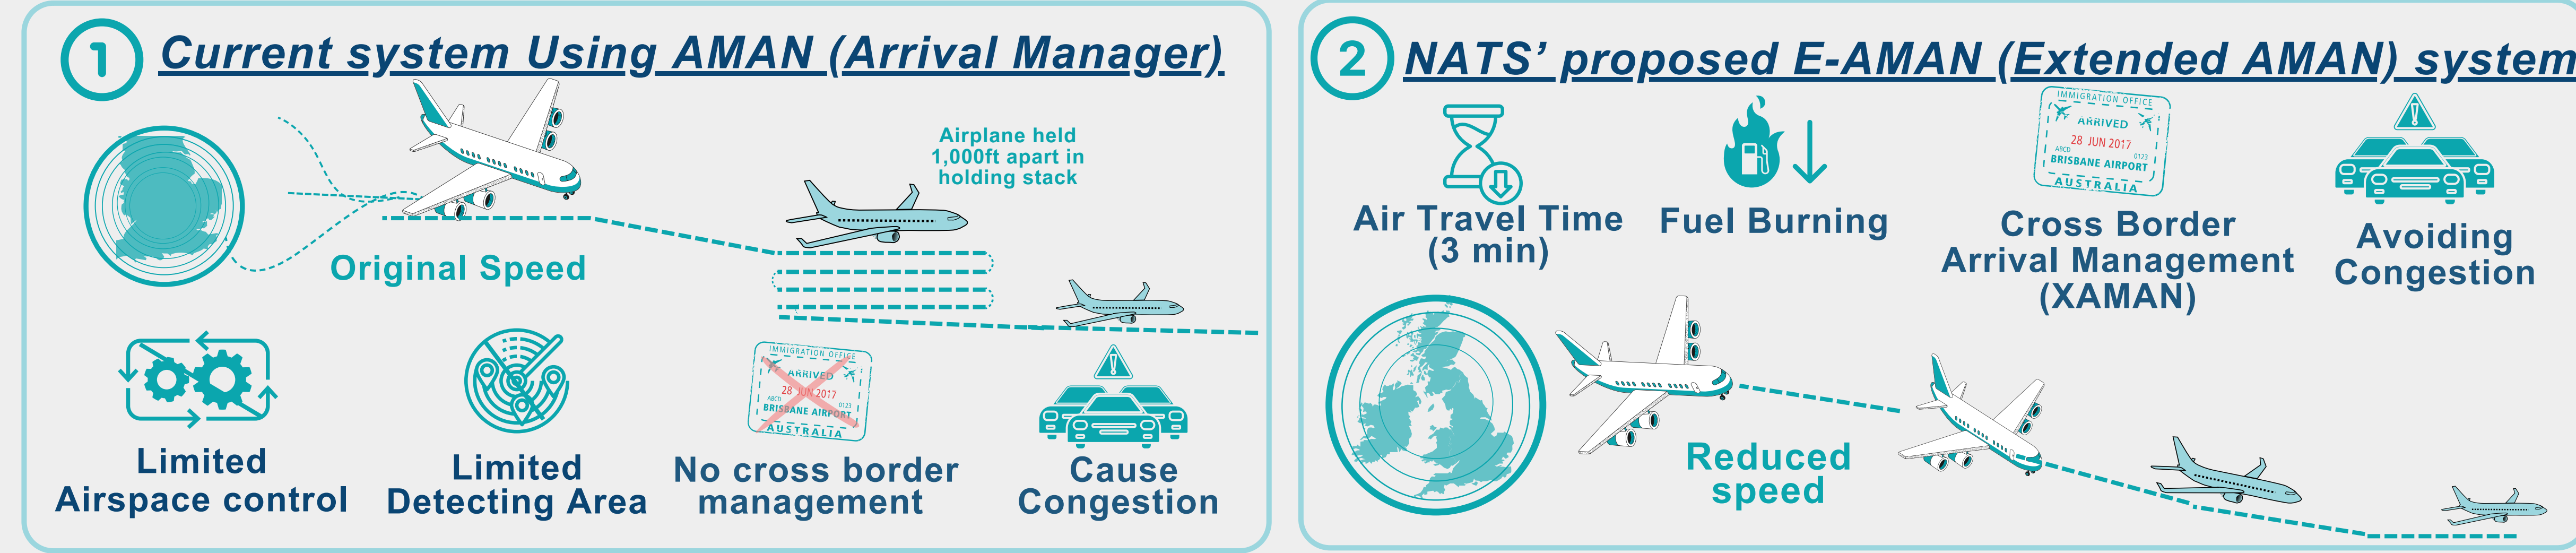 1
Current system Using AMAN (Arrival Manager)
Airplane held
1,000ft apart in
holding stack
Original Speed
IMMIGRATION OFFICE
ARRIVED
28 JUN 2017
ABCD
0123
BRISBANE AIRPORT
AUSTRALIA
Limited
Airspace control
Limited
Detecting Area
No cross border
management
Cause
Congestion
2
NATS’ proposed E-AMAN (Extended AMAN) system
IMMIGRATION OFFICE
ARRIVED
28 JUN 2017
ABCD
0123
BRISBANE AIRPORT
AUSTRALIA
Air Travel Time
(3 min)
Fuel Burning
Cross Border
Arrival Management
(XAMAN)
Avoiding
Congestion
Reduced
speed